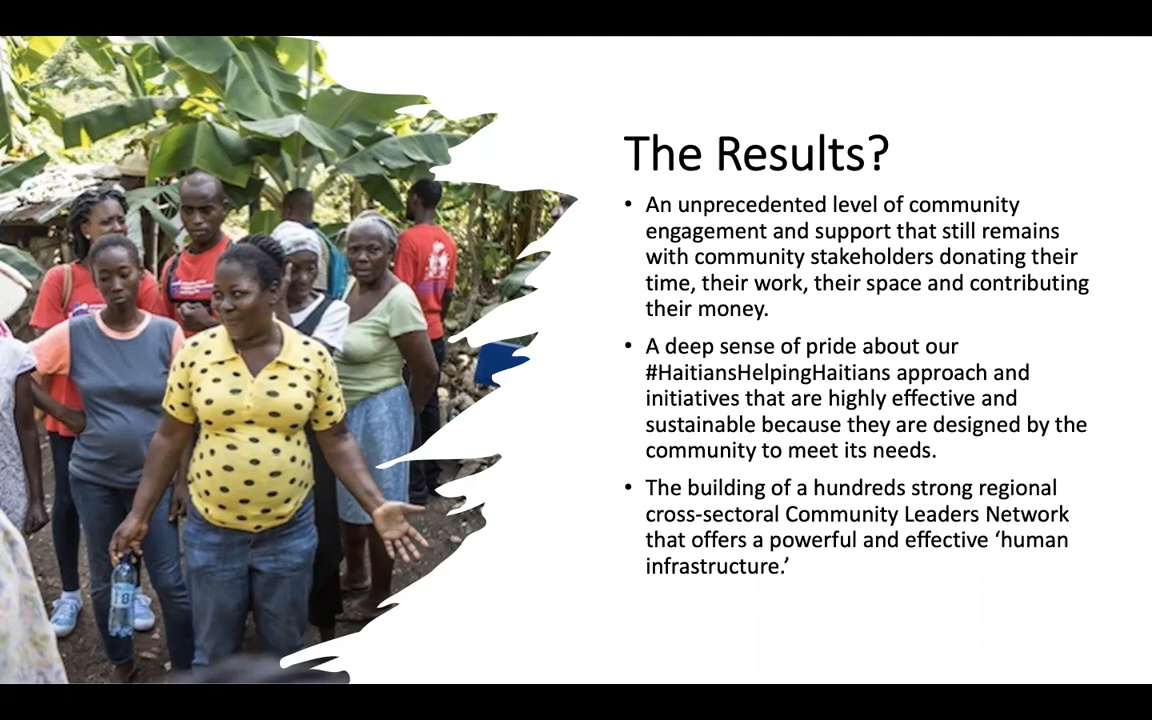 The Results?
• An unprecedented level of community
engagement and support that still remains
with community stakeholders donating their
time, their work, their space and contributing
their money.
• A deep sense of pride about our
#HaitiansHelpingHaitians approach and
initiatives that are highly effective and
sustainable because they are designed by the
community to meet its needs.
• The building of a hundreds strong regional
cross-sectoral Community Leaders Network
that offers a powerful and effective ‘human
infrastructure.’